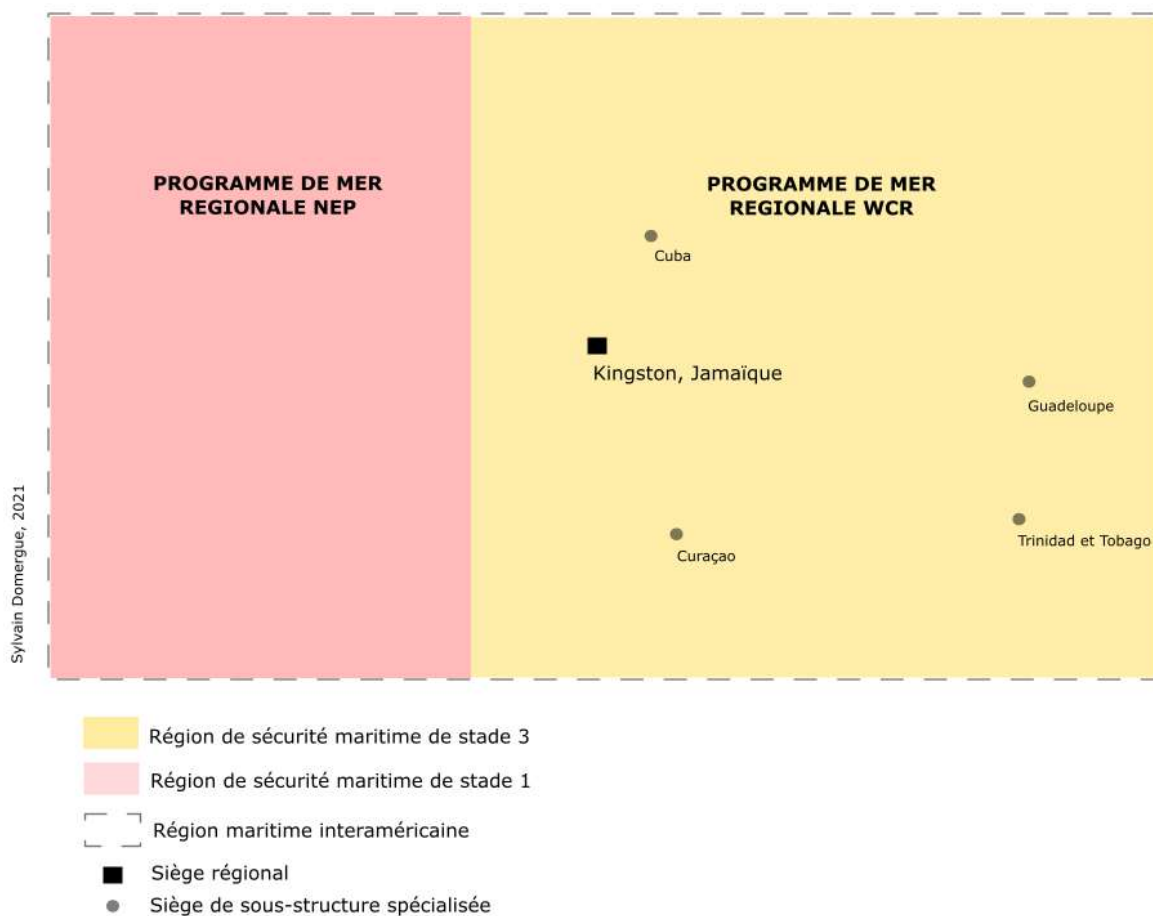 PROGRAMME DE MER
REGIONALE NEP
PROGRAMME DE MER
REGIONALE WCR
Cuba
Kingston, Jamaïque
Guadeloupe
Curaçao
Trinidad et Tobago
Sylvain Domergue, 2021
Région de sécurité maritime de stade 3
Région de sécurité maritime de stade 1
Région maritime interaméricaine
Siège régional
Siège de sous-structure spécialisée